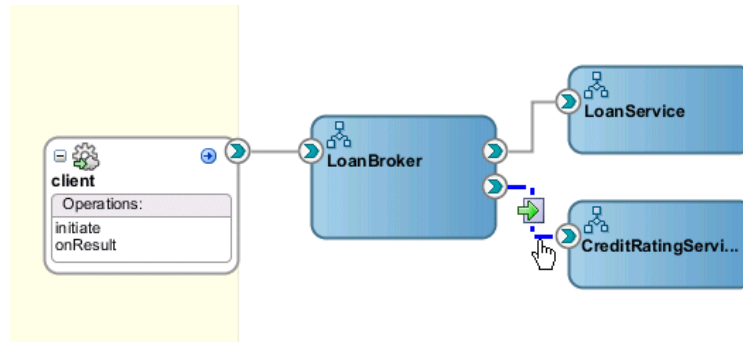 client
Operations:
initiate
onResult
LoanBroker
LoanService
CreditRatingServi...